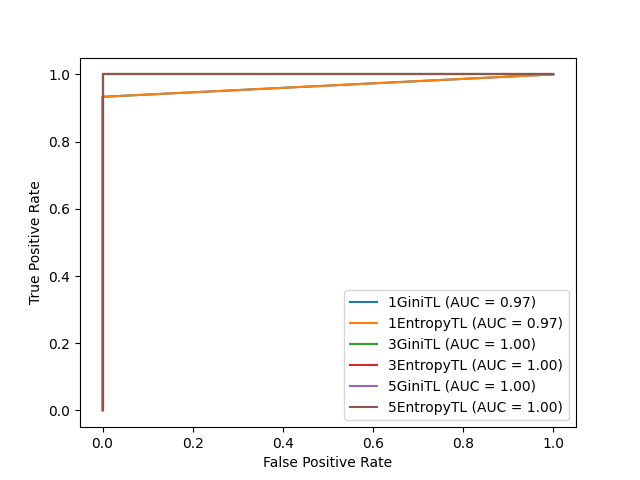 1.0
0.8
0.6
0.4
0.2
0.0
True Positive Rate
1GiniTL (AUC = 0.97)
1EntropyTL (AUC = 0.97)
3GiniTL (AUC = 1.00)
3EntropyTL (AUC = 1.00)
5GiniTL (AUC = 1.00)
5EntropyTL (AUC = 1.00)
0.0 0.2 0.4 0.6 0.8 1.0
False Positive Rate